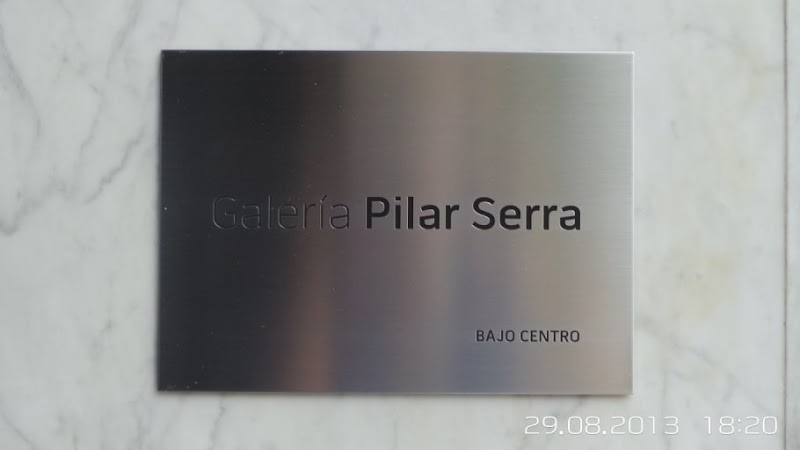 Galería Pilar Serra
BAJO CENTRO
29.08.2013 18:20